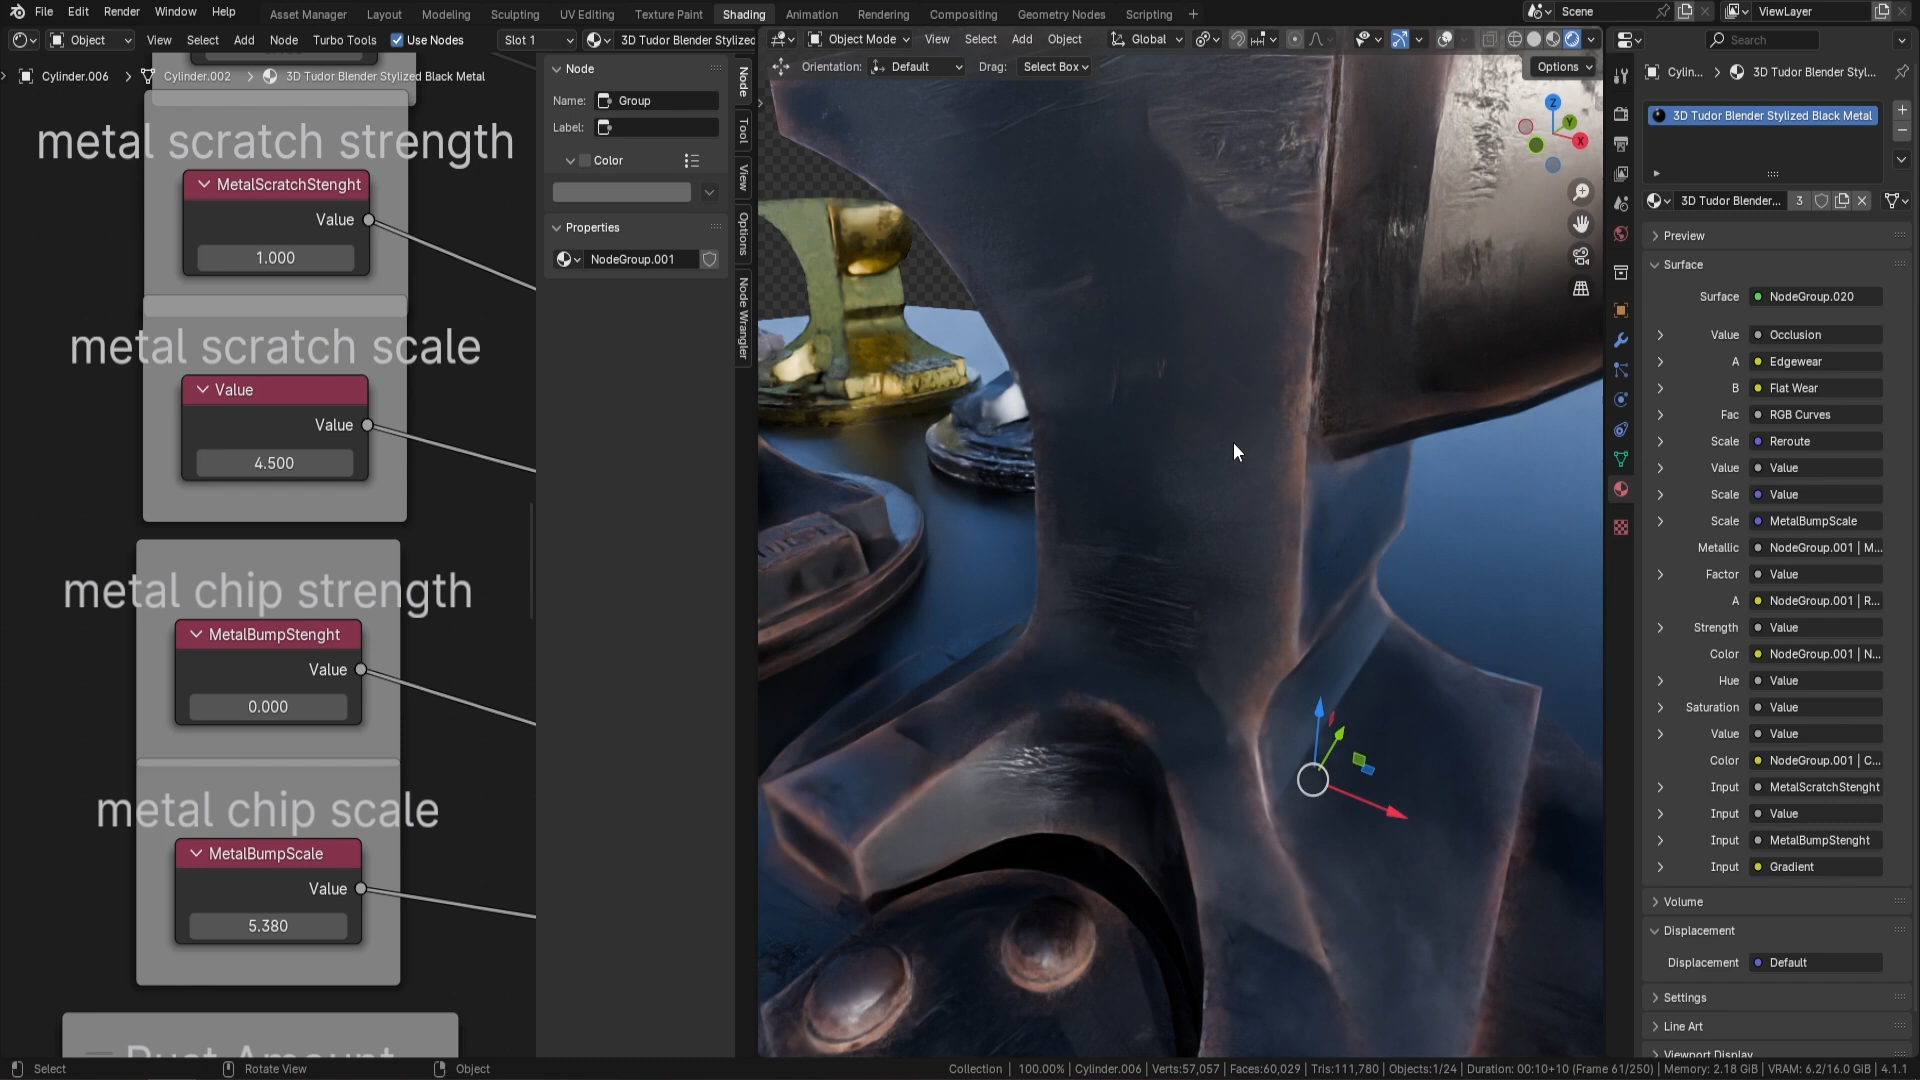 File Edit Render Window Help
Asset Manager Layout Modeling Sculpting UV Editing Texture Paint Shading Animation Rendering Compositing Geometry Nodes Scripting
Scene
ViewLayer
Object View Select Add Node Turbo Tools Use Nodes Slot 1 3D Tudor Blender Stylized
Object Mode View Select Add Object Global
Search
Orientation: Default Drag: Select Box Options
Cylinder.006 Cylinder.002 3D Tudor Blender Stylized Black Metal
metal scratch strength
MetalScratchStenght
Value
1.000
metal scratch scale
Value
Value
4.500
metal chip strength
MetalBumpStenght
Value
0.000
metal chip scale
MetalBumpScale
Value
5.380
Rust Amount
Node
Name: Group
Label:
Color
Properties
NodeGroup.001
Node
Tool
View
Options
Node Wrangler
Z
Y
X
Cylin... 3D Tudor Blender Styl...
3D Tudor Blender Stylized Black Metal
3D Tudor Blender... 3
Preview
Surface
Surface NodeGroup.020
Value Occlusion
A Edgewear
B Flat Wear
Fac RGB Curves
Scale Reroute
Value Value
Scale Value
Scale MetalBumpScale
Metallic NodeGroup.001 | M...
Factor Value
A NodeGroup.001 | R...
Strength Value
Color NodeGroup.001 | N...
Hue Value
Saturation Value
Value Value
Color NodeGroup.001 | C...
Input MetalScratchStenght
Input Value
Input MetalBumpStenght
Input Gradient
Volume
Displacement
Displacement Default
Settings
Line Art
Viewport Display
Select Rotate View Object
Collection | 100.00% | Cylinder.006 | Verts:57,057 | Faces:60,029 | Tris:111,780 | Objects:1/24 | Duration: 00:10+10 (Frame 61/250) | Memory: 2.18 GiB | VRAM: 6.2/16.0 GiB | 4.1.1